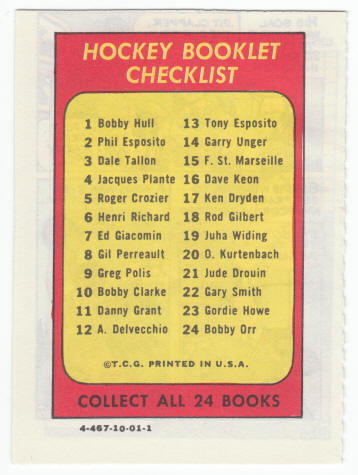 HOCKEY BOOKLET
CHECKLIST
1 Bobby Hull
2 Phil Esposito
3 Dale Tallon
4 Jacques Plante
5 Roger Crozier
6 Henri Richard
7 Ed Giacomin
8 Gil Perreault
9 Greg Polis
10 Bobby Clarke
11 Danny Grant
12 A. Delvecchio
13 Tony Esposito
14 Garry Unger
15 F. St. Marseille
16 Dave Keon
17 Ken Dryden
18 Rod Gilbert
19 Juha Widing
20 O. Kurtenbach
21 Jude Drouin
22 Gary Smith
23 Gordie Howe
24 Bobby Orr
©T.C.G. PRINTED IN U.S.A.
COLLECT ALL 24 BOOKS
4-467-10-01-1